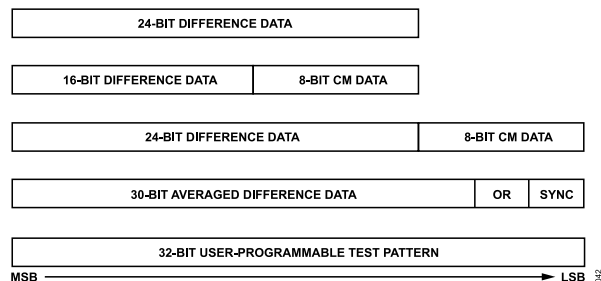 24-BIT DIFFERENCE DATA
16-BIT DIFFERENCE DATA 8-BIT CM DATA
24-BIT DIFFERENCE DATA 8-BIT CM DATA
30-BIT AVERAGED DIFFERENCE DATA OR SYNC
32-BIT USER-PROGRAMMABLE TEST PATTERN
MSB LSB
042